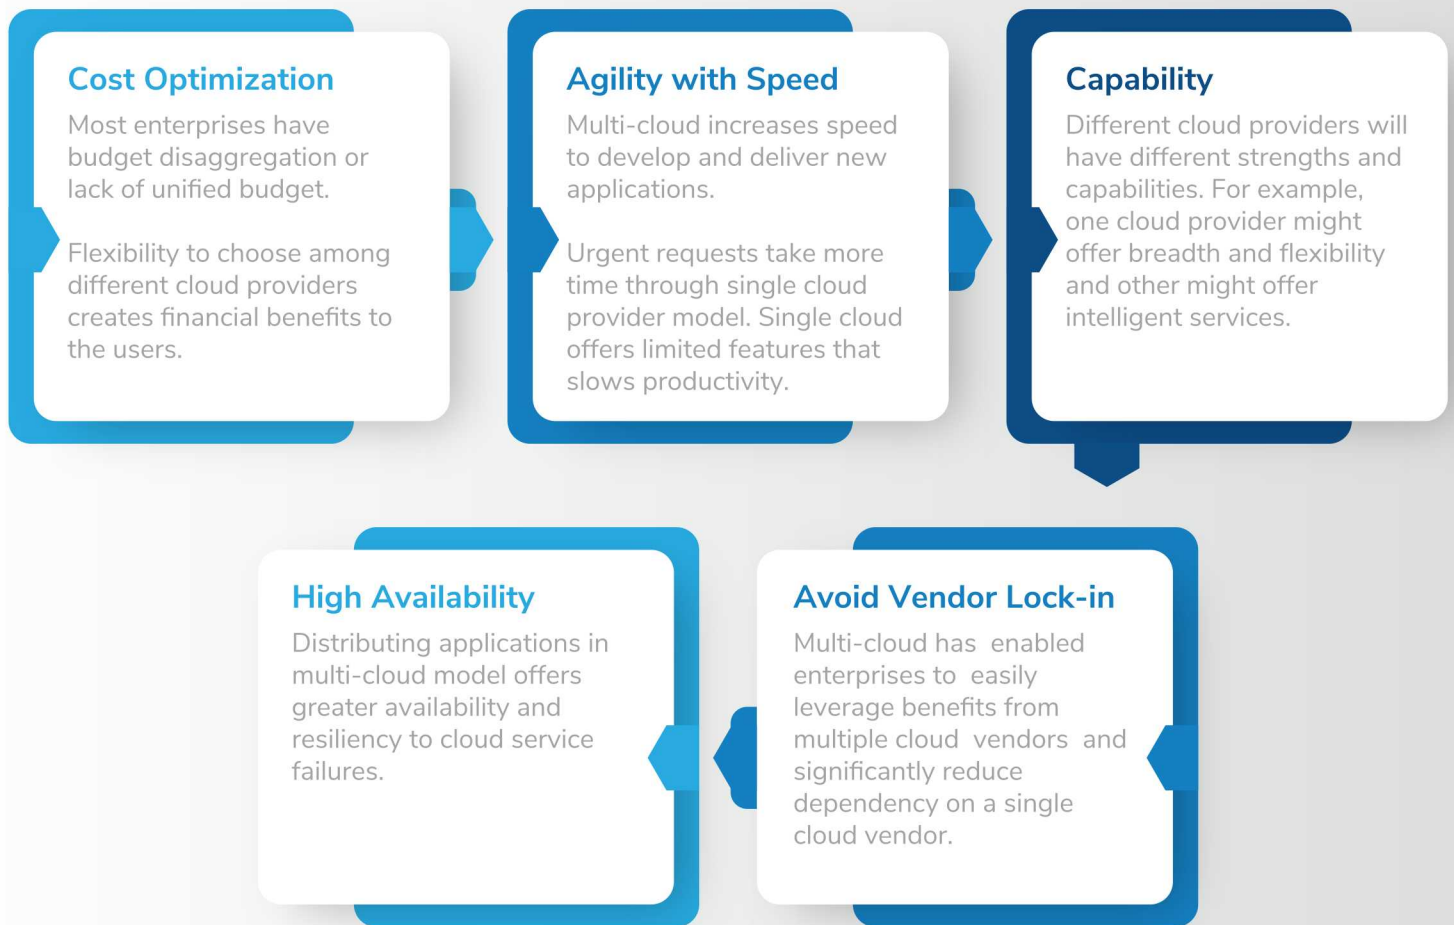 Cost Optimization
Most enterprises have
budget disaggregation or
lack of unified budget.
Flexibility to choose among
different cloud providers
creates financial benefits to
the users.
Agility with Speed
Multi-cloud increases speed
to develop and deliver new
applications.
Urgent requests take more
time through single cloud
provider model. Single cloud
offers limited features that
slows productivity.
Capability
Different cloud providers will
have different strengths and
capabilities. For example,
one cloud provider might
offer breadth and flexibility
and other might offer
intelligent services.
Avoid Vendor Lock-in
Multi-cloud has  enabled
enterprises to  easily
leverage benefits from
multiple cloud  vendors  and
significantly reduce
dependency on a single
cloud vendor.
High Availability
Distributing applications in
multi-cloud model offers
greater availability and
resiliency to cloud service
failures.